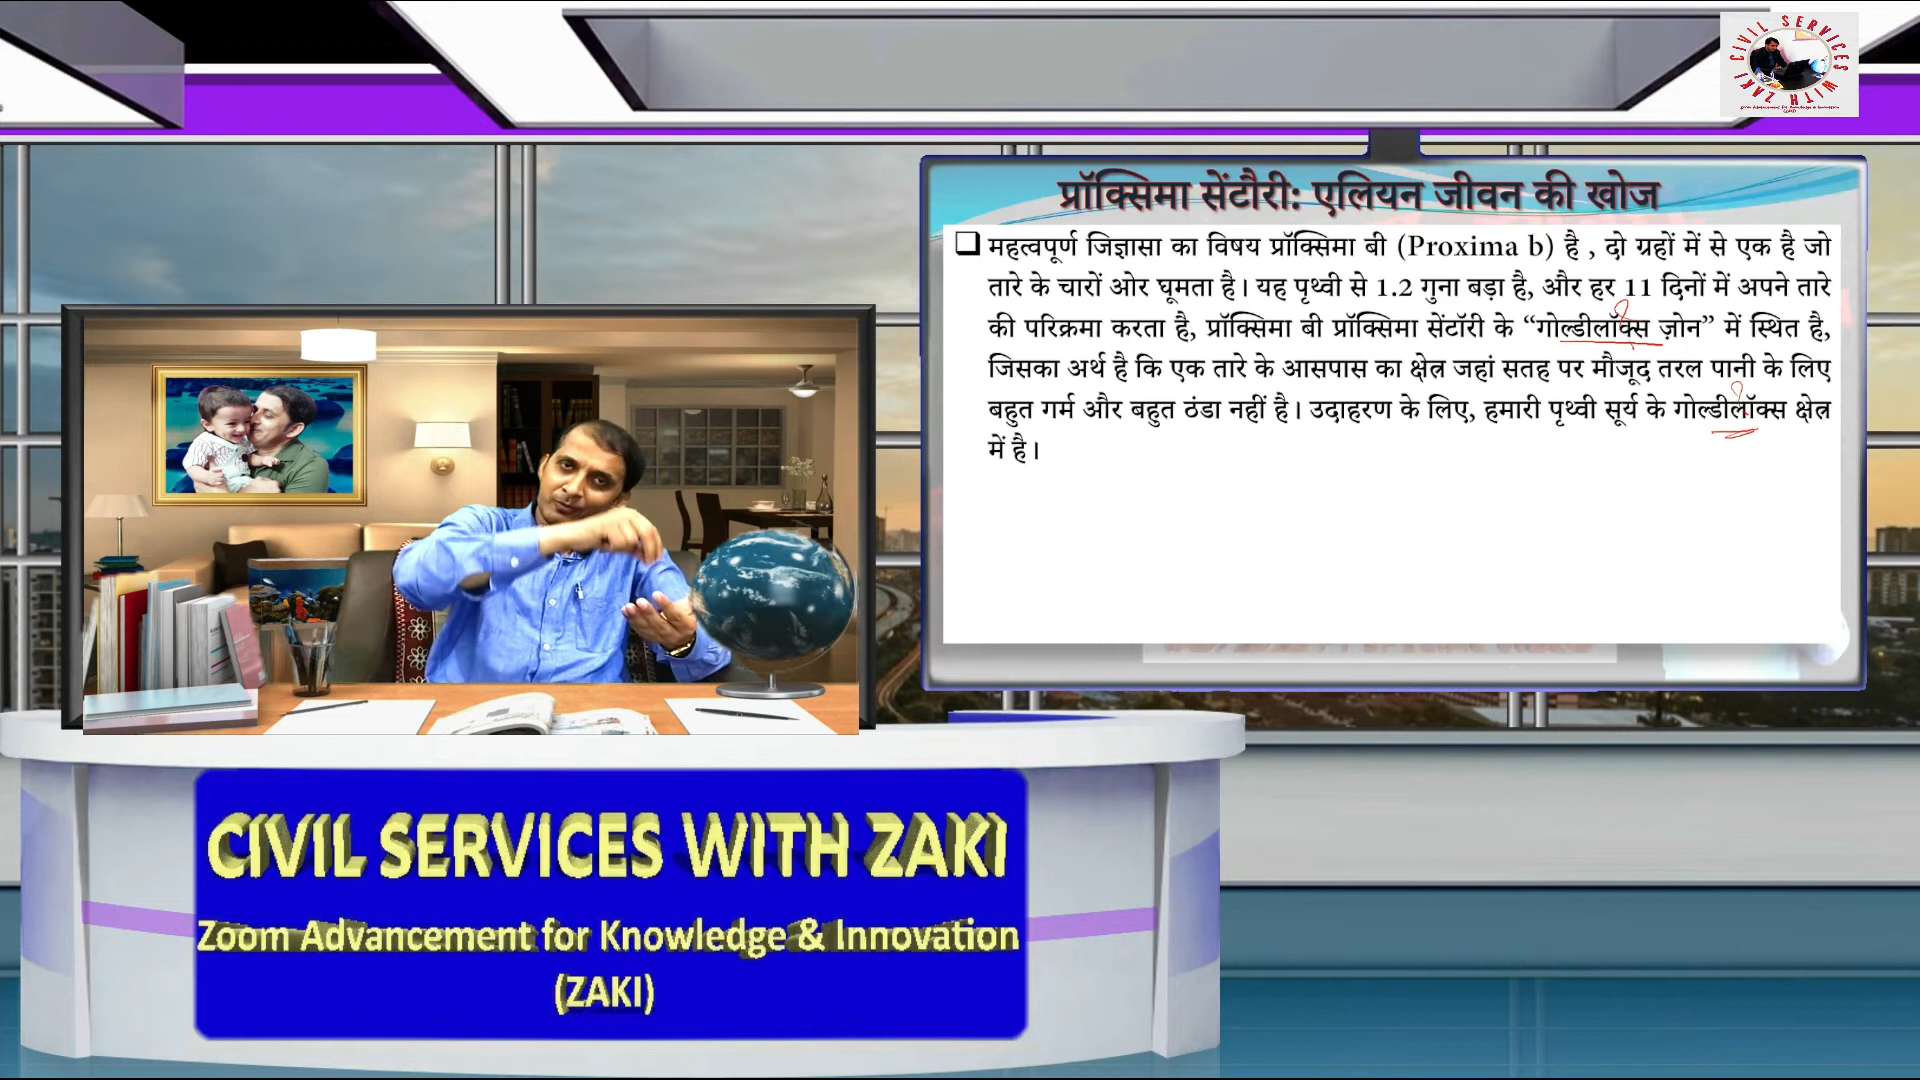 CIVIL SERVICES WITH ZAKI
प्रॉक्सिमा सेंटौरी: एलियन जीवन की खोज
महत्वपूर्ण जिज्ञासा का विषय प्रॉक्सिमा बी (Proxima b) है , दो ग्रहों में से एक है जो
तारे के चारों ओर घूमता है। यह पृथ्वी से 1.2 गुना बड़ा है, और हर 11 दिनों में अपने तारे
की परिक्रमा करता है, प्रॉक्सिमा बी प्रॉक्सिमा सेंटॉरी के “गोल्डीलॉक्स ज़ोन” में स्थित है,
जिसका अर्थ है कि एक तारे के आसपास का क्षेत्र जहां सतह पर मौजूद तरल पानी के लिए
बहुत गर्म और बहुत ठंडा नहीं है। उदाहरण के लिए, हमारी पृथ्वी सूर्य के गोल्डीलॉक्स क्षेत्र
में है।
CIVIL SERVICES WITH ZAKI
Zoom Advancement for Knowledge & Innovation
(ZAKI)